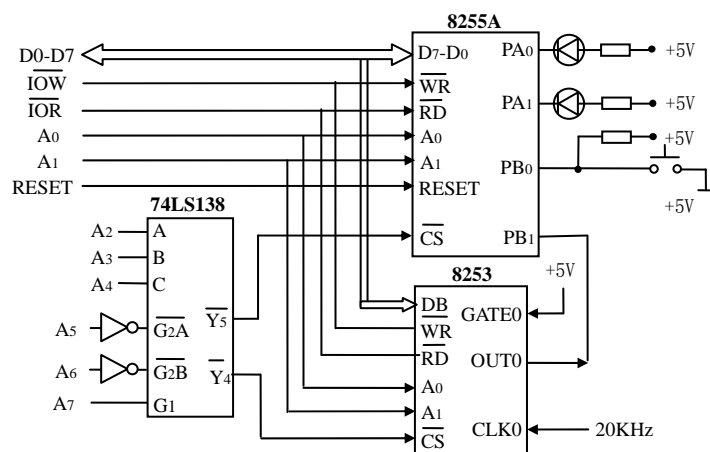 8255A
D0-D7
D7-D0
PA0
+5V
IOW
WR
IOR
RD
PA1
+5V
A0
A0
+5V
A1
A1
PB0
RESET
RESET
+5V
74LS138
A2
A
CS
PB1
A3
B
8253
+5V
A4
C
DB
GATE0
A5
G2A
Y5
WR
A6
G2B
Y4
RD
OUT0
A0
A7
G1
A1
CS
CLK0
20KHz